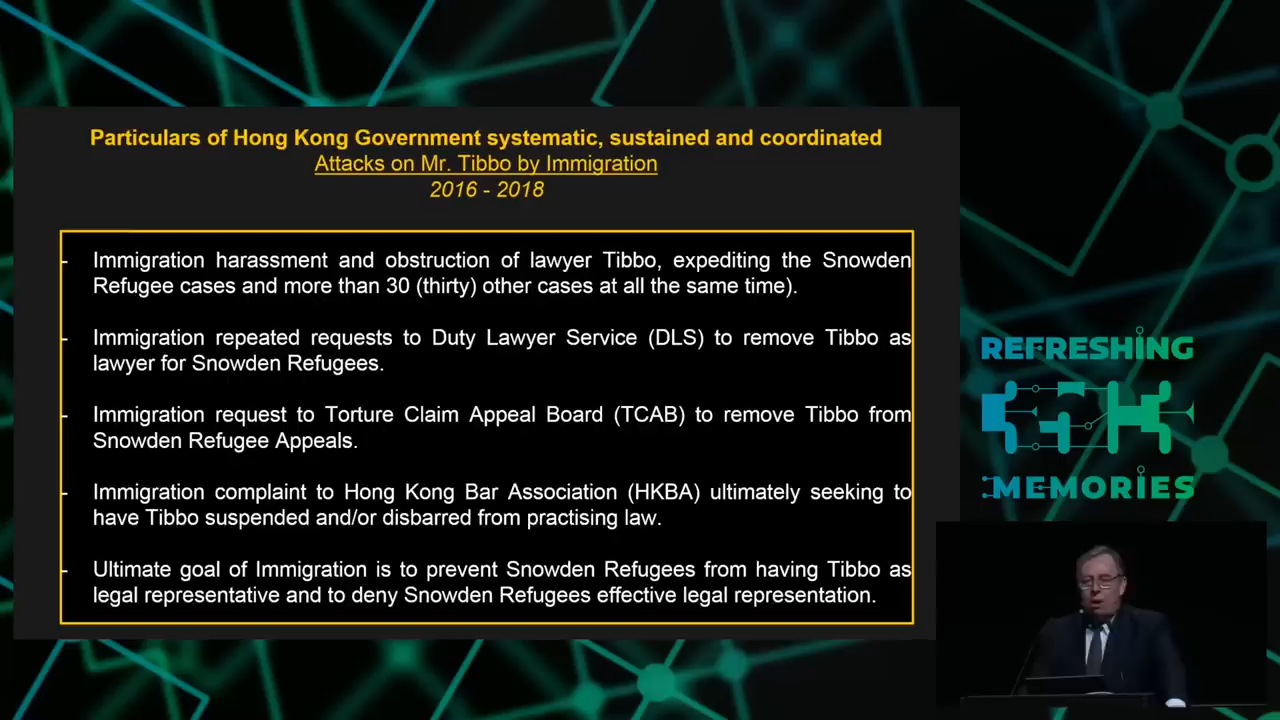 Particulars of Hong Kong Government systematic, sustained and coordinated
Attacks on Mr. Tibbo by Immigration
2016 - 2018
- Immigration harassment and obstruction of lawyer Tibbo, expediting the Snowden
Refugee cases and more than 30 (thirty) other cases at all the same time).
- Immigration repeated requests to Duty Lawyer Service (DLS) to remove Tibbo as
lawyer for Snowden Refugees.
- Immigration request to Torture Claim Appeal Board (TCAB) to remove Tibbo from
Snowden Refugee Appeals.
- Immigration complaint to Hong Kong Bar Association (HKBA) ultimately seeking to
have Tibbo suspended and/or disbarred from practising law.
- Ultimate goal of Immigration is to prevent Snowden Refugees from having Tibbo as
legal representative and to deny Snowden Refugees effective legal representation.
REFRESHING
35C3
:MEMORIES